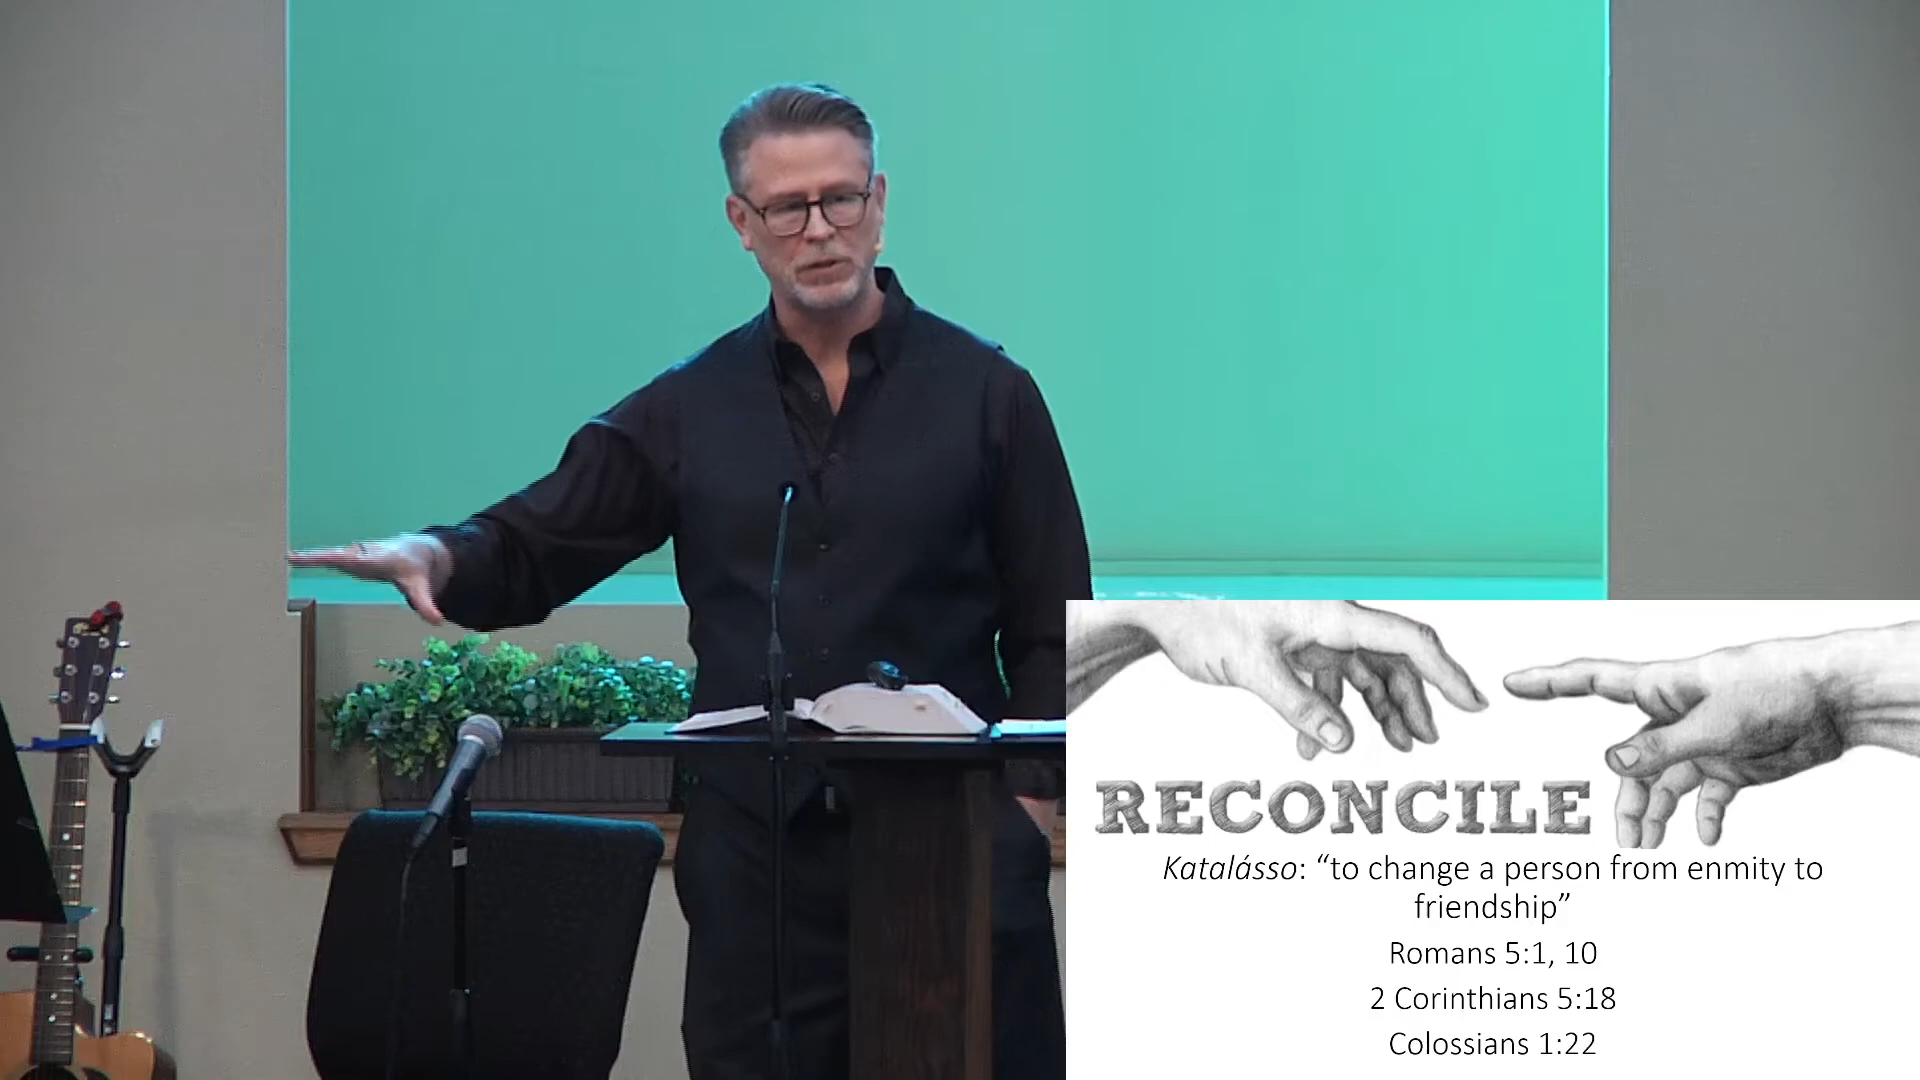 RECONCILE
Katalásso: “to change a person from enmity to
friendship”
Romans 5:1, 10
2 Corinthians 5:18
Colossians 1:22